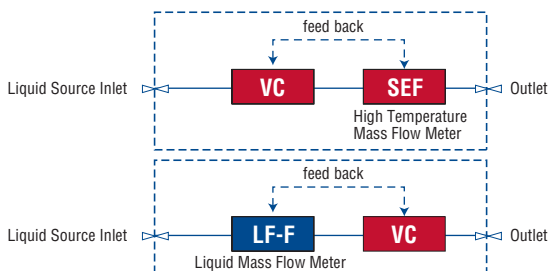 feed back
Liquid Source Inlet
VC
SEF
Outlet
High Temperature
Mass Flow Meter
feed back
Liquid Source Inlet
LF-F
VC
Outlet
Liquid Mass Flow Meter